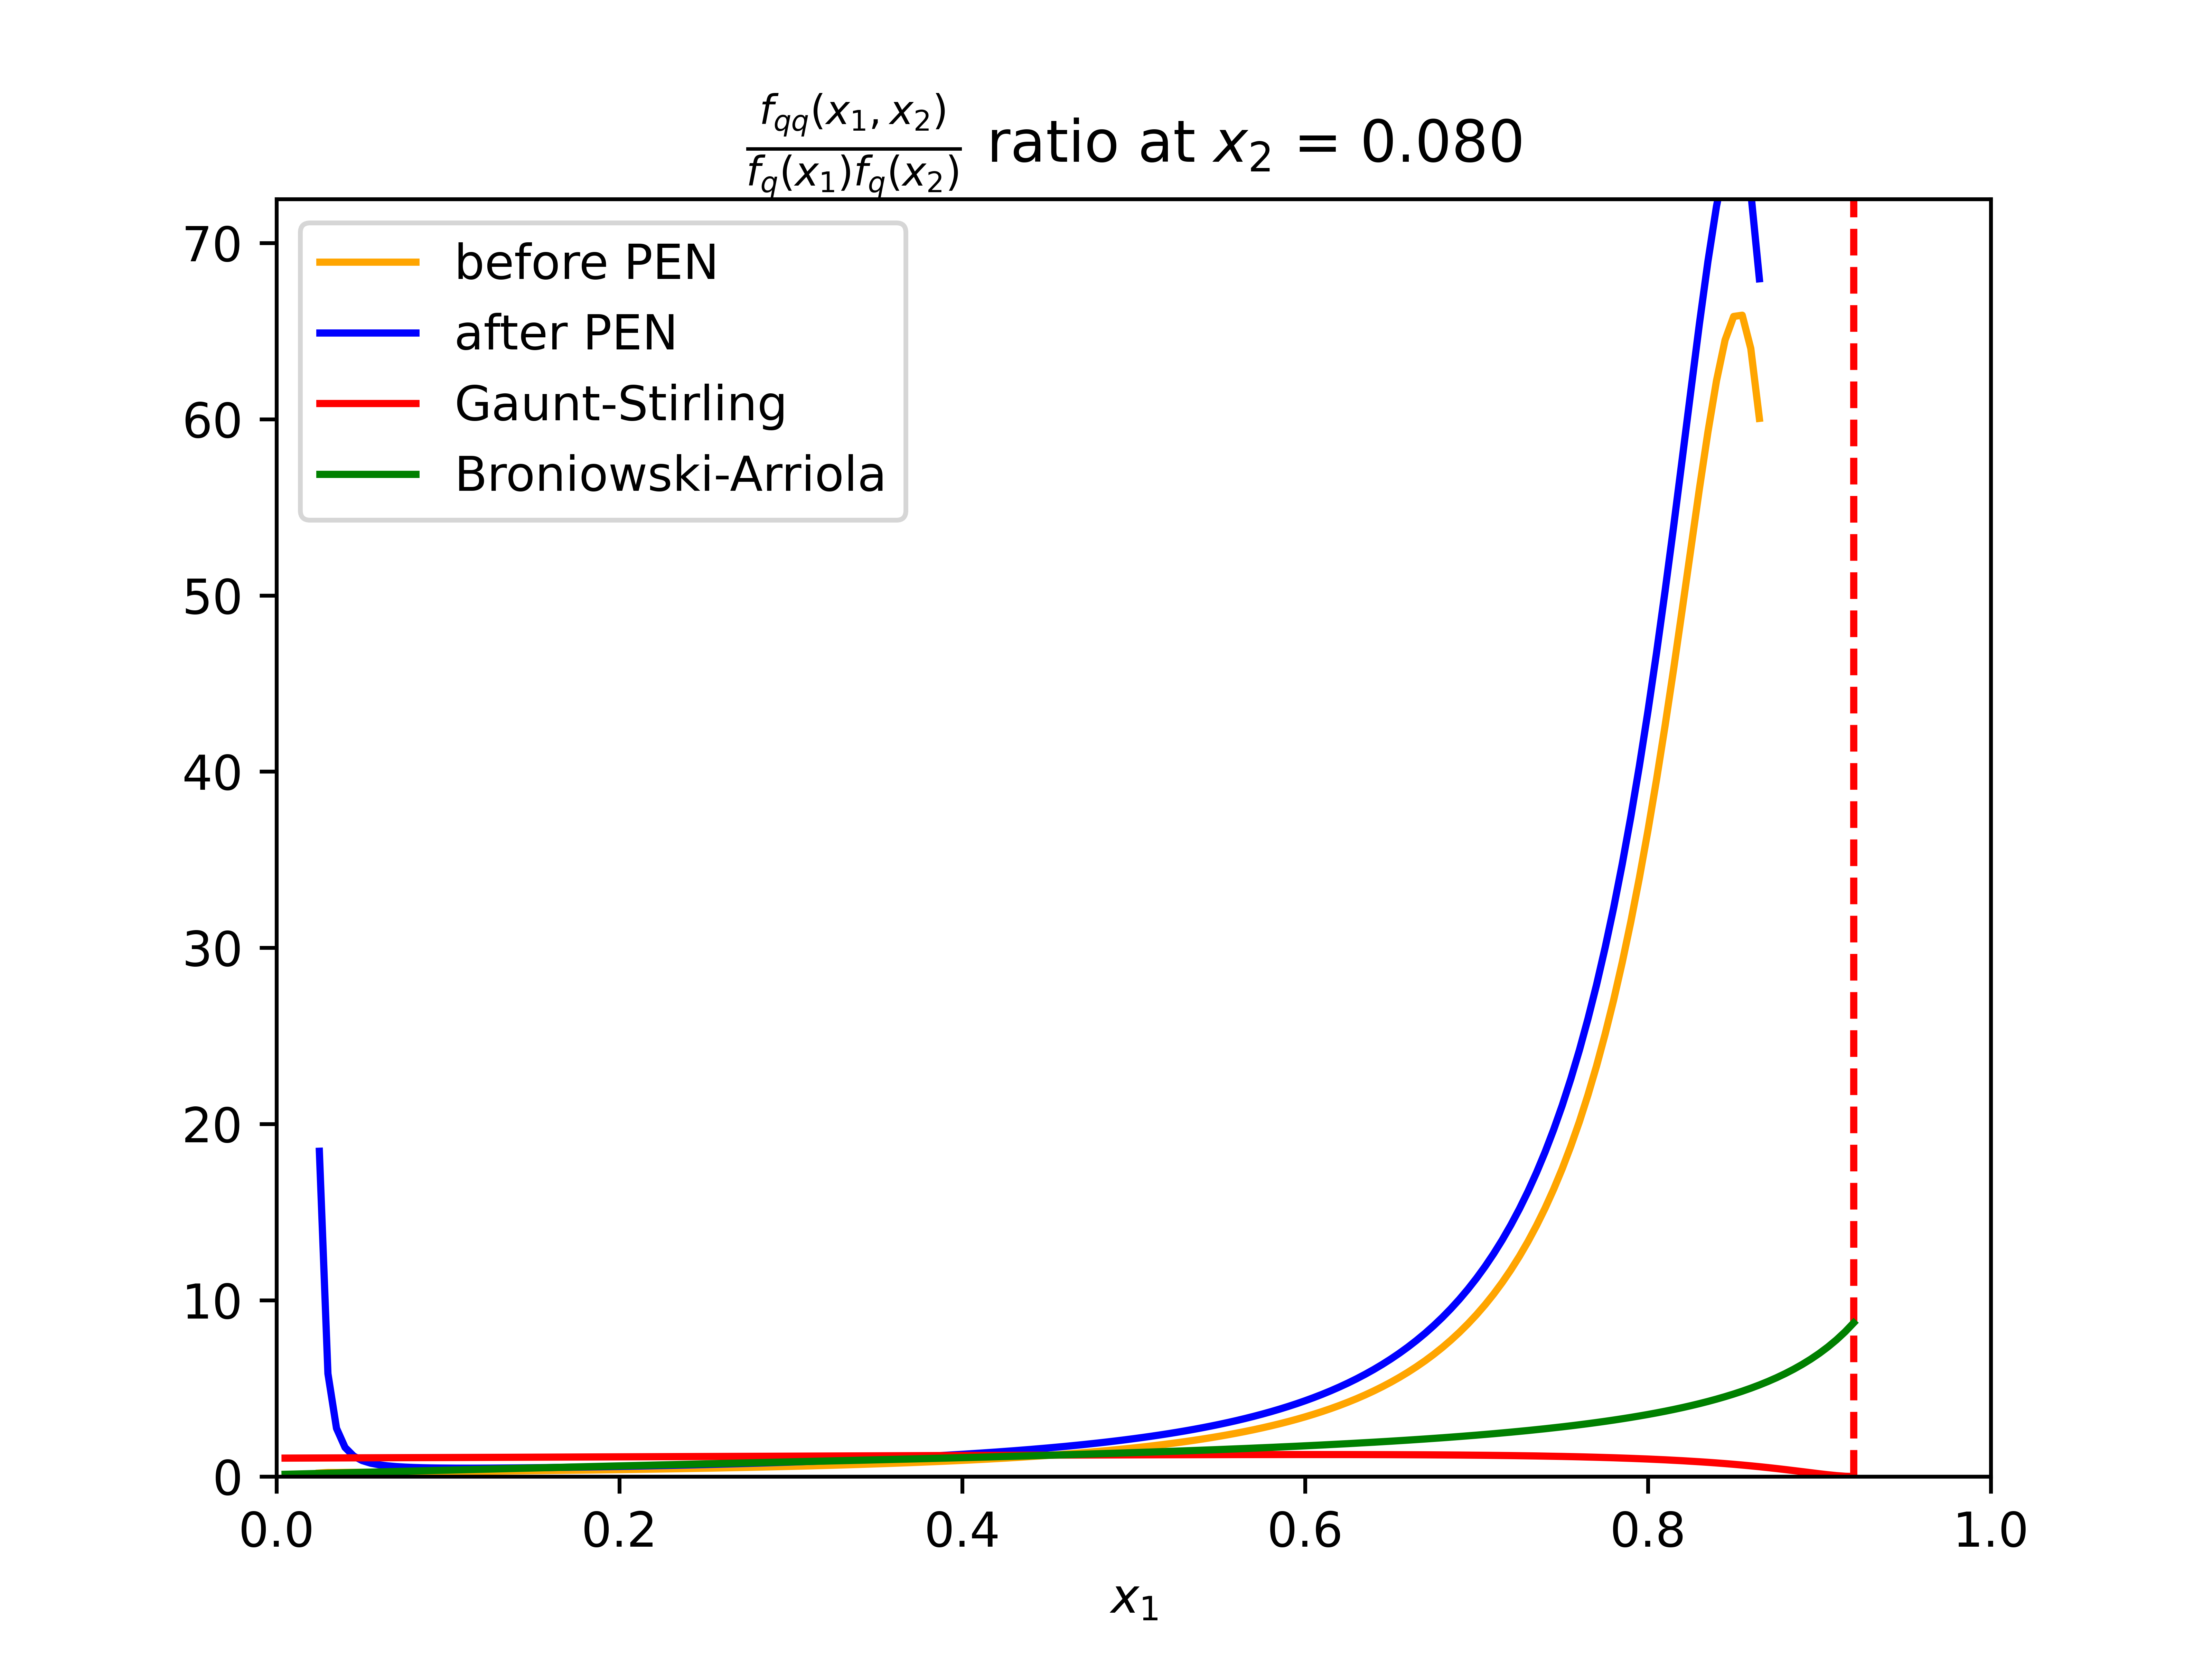 f_{qq}(x_1, x_2)
f_q(x_1)f_q(x_2)
ratio at x_2 = 0.080
before PEN
after PEN
Gaunt-Stirling
Broniowski-Arriola
70
60
50
40
30
20
10
0
0.0 0.2 0.4 0.6 0.8 1.0
x_1